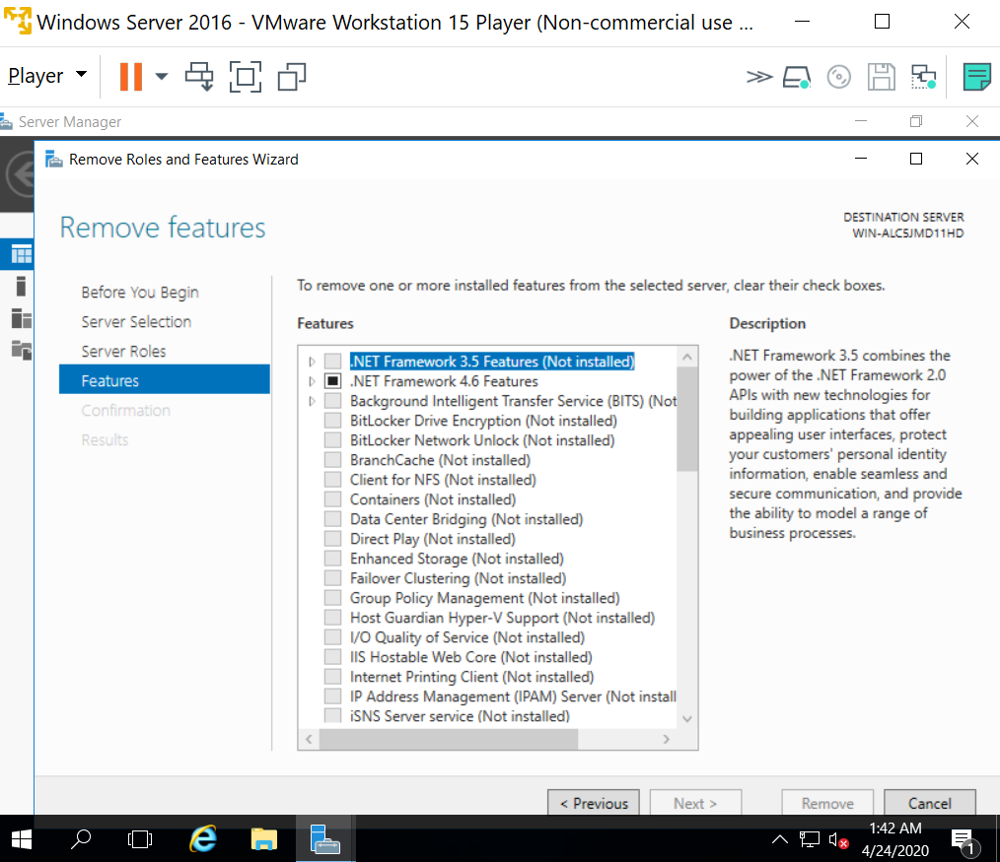 Windows Server 2016 - VMware Workstation 15 Player (Non-commercial use ...
Player
Server Manager
Remove Roles and Features Wizard
Remove features
DESTINATION SERVER
WIN-ALC5JMD11HD
Before You Begin
Server Selection
Server Roles
Features
Confirmation
Results
To remove one or more installed features from the selected server, clear their check boxes.
Features
.NET Framework 3.5 Features (Not installed)
.NET Framework 4.6 Features
Background Intelligent Transfer Service (BITS) (Not
BitLocker Drive Encryption (Not installed)
BitLocker Network Unlock (Not installed)
BranchCache (Not installed)
Client for NFS (Not installed)
Containers (Not installed)
Data Center Bridging (Not installed)
Direct Play (Not installed)
Enhanced Storage (Not installed)
Failover Clustering (Not installed)
Group Policy Management (Not installed)
Host Guardian Hyper-V Support (Not installed)
I/O Quality of Service (Not installed)
IIS Hostable Web Core (Not installed)
Internet Printing Client (Not installed)
IP Address Management (IPAM) Server (Not install
iSNS Server service (Not installed)
Description
.NET Framework 3.5 combines the
power of the .NET Framework 2.0
APIs with new technologies for
building applications that offer
appealing user interfaces, protect
your customers' personal identity
information, enable seamless and
secure communication, and provide
the ability to model a range of
business processes.
< Previous
Next >
Remove
Cancel
1:42 AM
4/24/2020
1